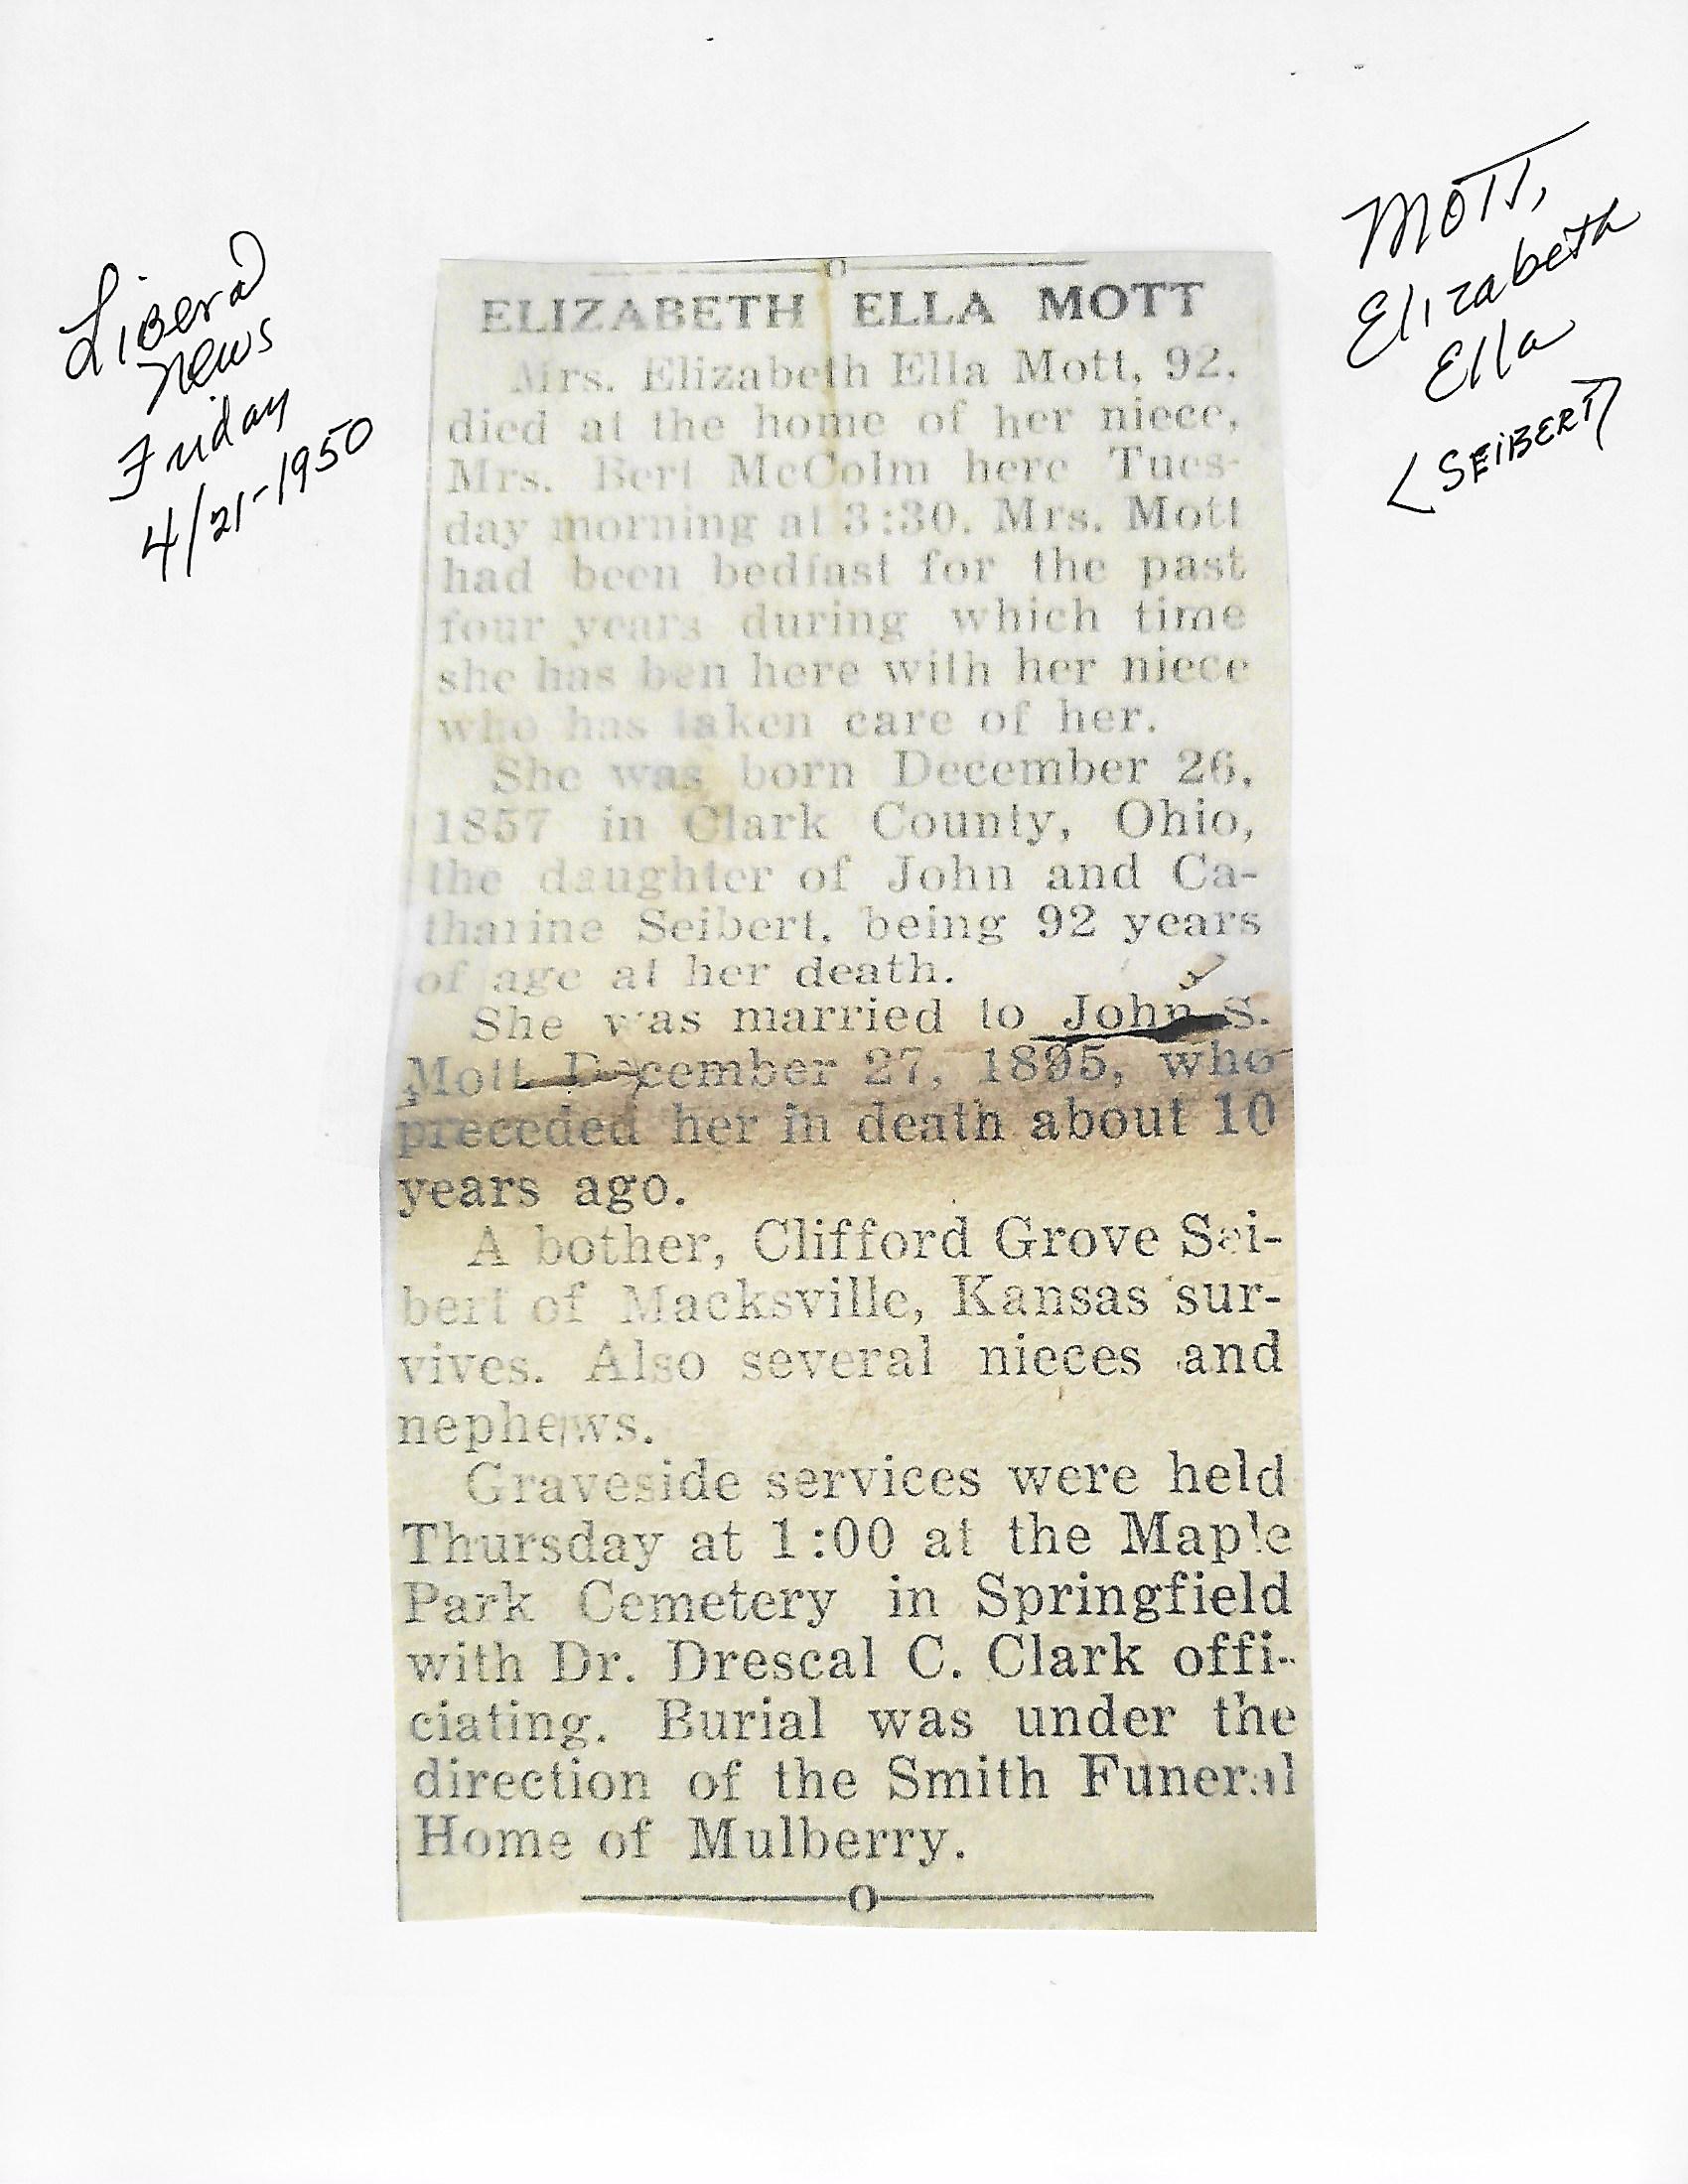 Liberal
News
Friday
4/21-1950
Mott,
Elizabeth
Ella
(SEIBERT)
ELIZABETH ELLA MOTT
Mrs. Elizabeth Ella Mott, 92,
died at the home of her niece,
Mrs. Bert McColm here Tues-
day morning at 3:30. Mrs. Mott
had been bedfast for the past
four years during which time
she has ben here with her niece
who has taken care of her.
She was born December 26,
1857 in Clark County, Ohio,
the daughter of John and Ca-
tharine Seibert, being 92 years
of age at her death.
She was married to John S.
Mott December 27, 1895, who
preceded her in death about 10
years ago.
A bother, Clifford Grove Sei-
bert of Macksville, Kansas sur-
vives. Also several nieces and
nephews.
Graveside services were held
Thursday at 1:00 at the Maple
Park Cemetery in Springfield
with Dr. Drescal C. Clark offi-
ciating. Burial was under the
direction of the Smith Funeral
Home of Mulberry.